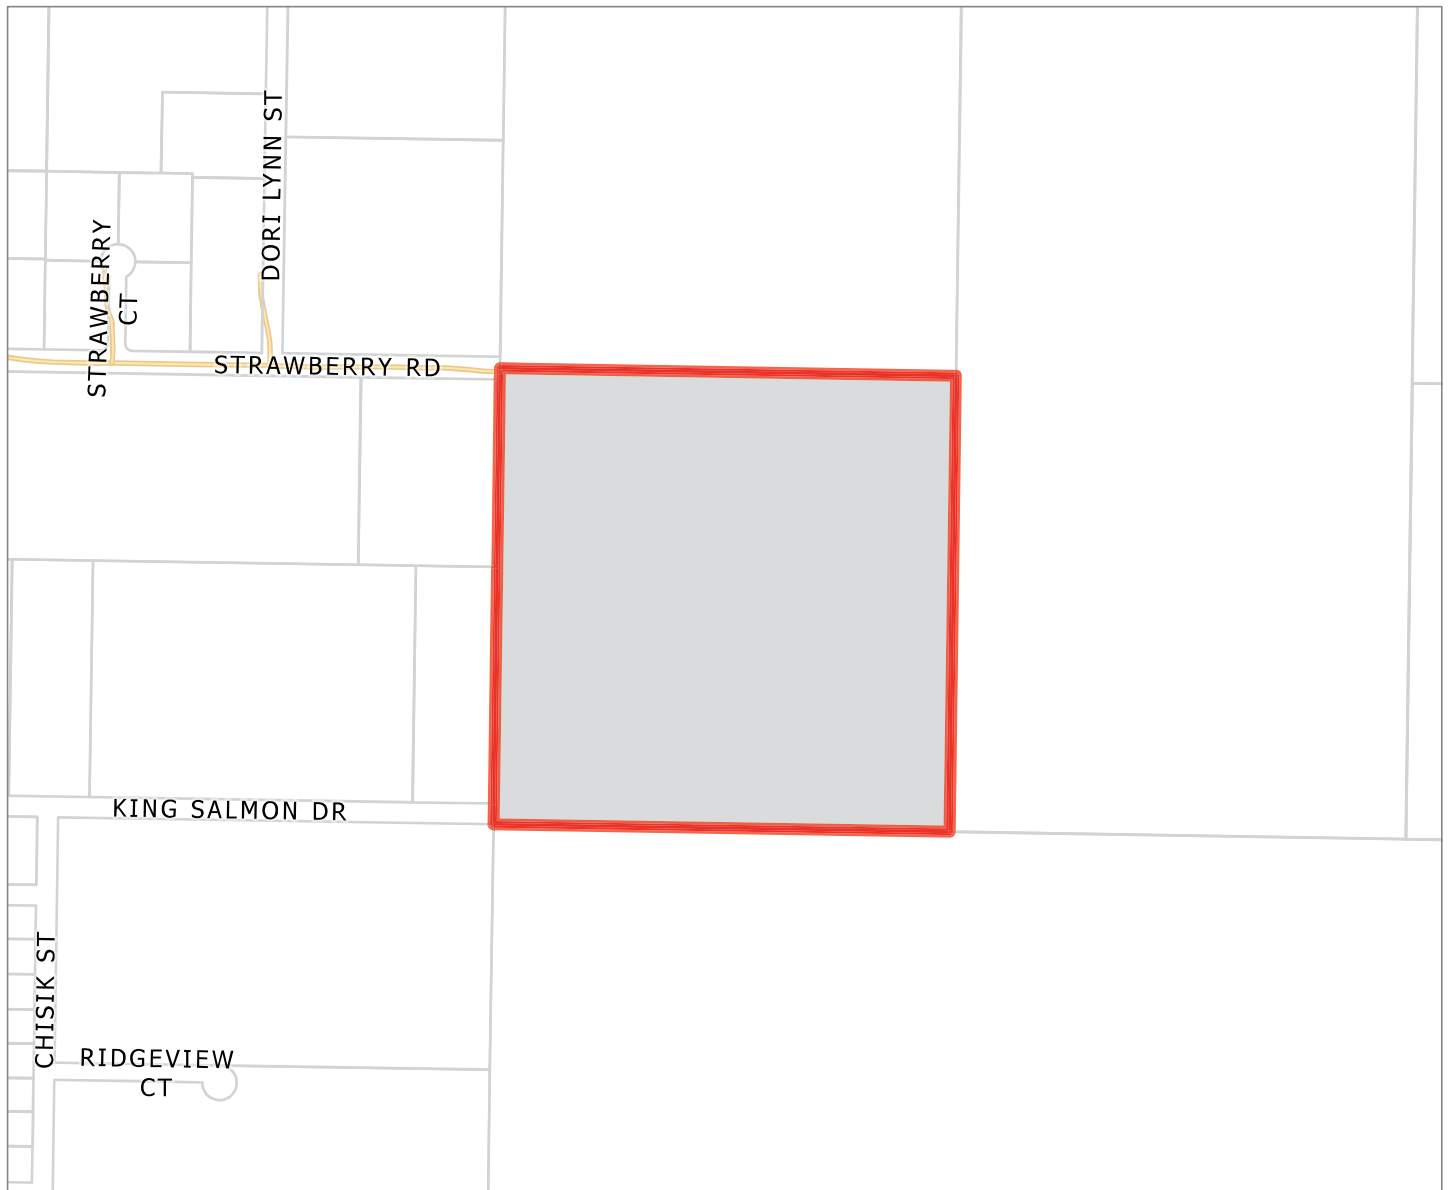 DORI LYNN ST
STRAWBERRY
CT
STRAWBERRY RD
KING SALMON DR
CHISIK ST
RIDGEVIEW
CT